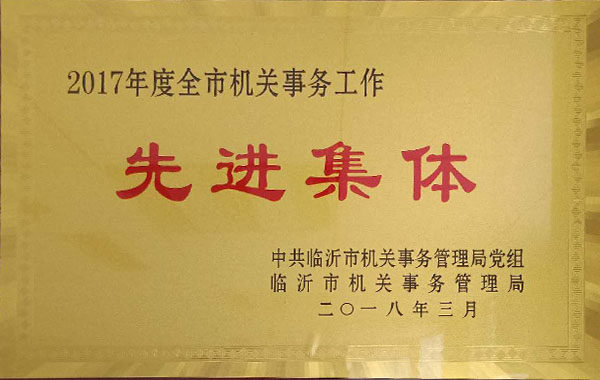 2017年度全市机关事务工作
先进集体
中共临沂市机关事务管理局党组
临沂市机关事务管理局
二〇一八年三月